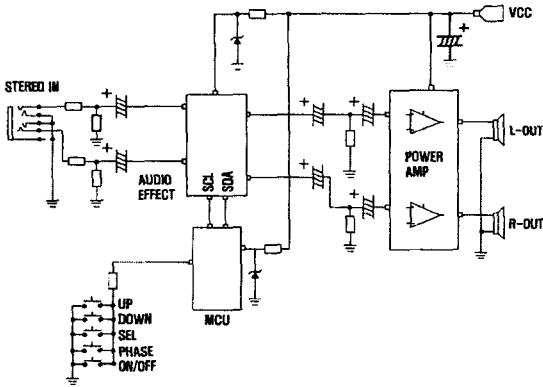 VCC
+
STEREO IN
+
+
+
+
L-OUT
AUDIO
EFFECT
SCL
SDA
POWER
AMP
+
+
R-OUT
MCU
UP
DOWN
SEL
PHASE
ON/OFF